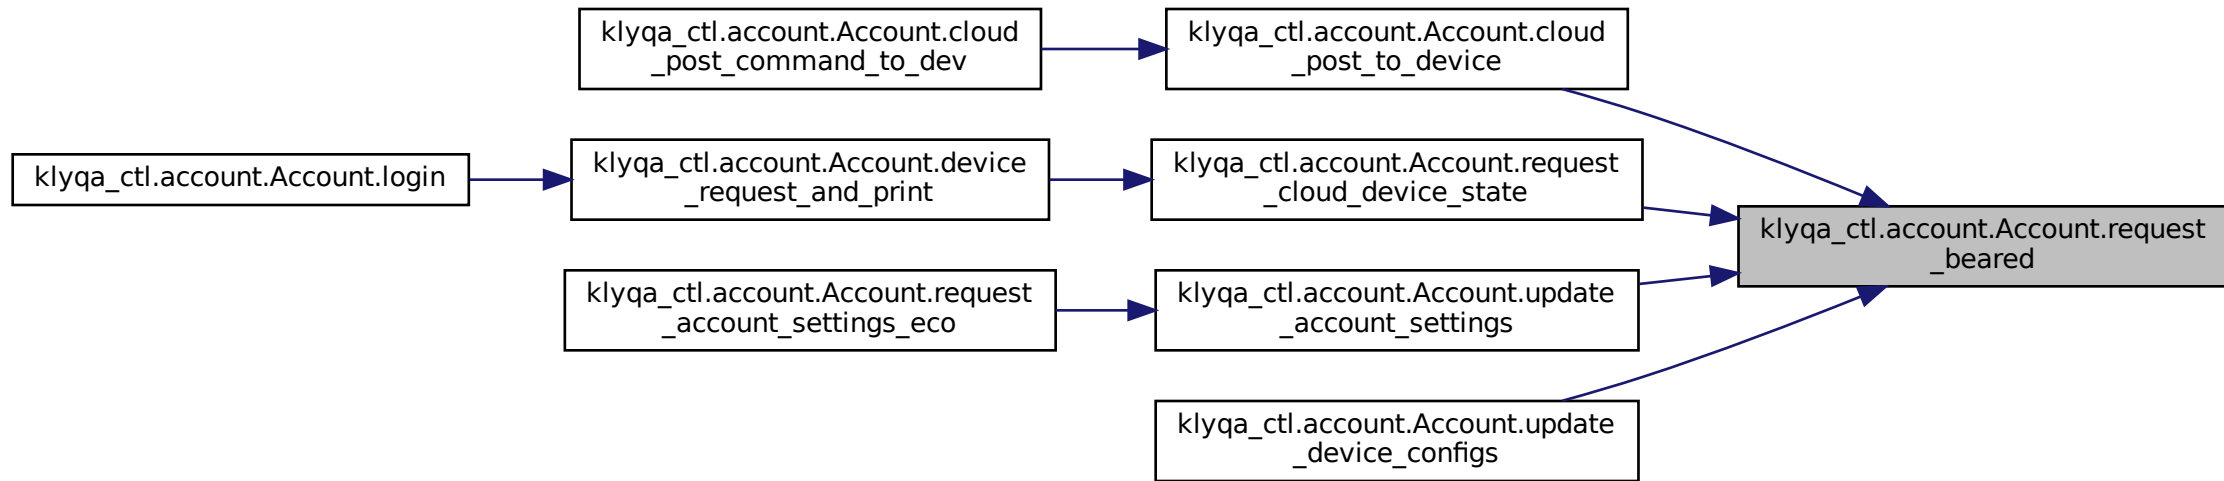 klyqa_ctl.account.Account.cloud
_post_command_to_dev
klyqa_ctl.account.Account.cloud
_post_to_device
klyqa_ctl.account.Account.login
klyqa_ctl.account.Account.device
_request_and_print
klyqa_ctl.account.Account.request
_cloud_device_state
klyqa_ctl.account.Account.request
_beared
klyqa_ctl.account.Account.request
_account_settings_eco
klyqa_ctl.account.Account.update
_account_settings
klyqa_ctl.account.Account.update
_device_configs